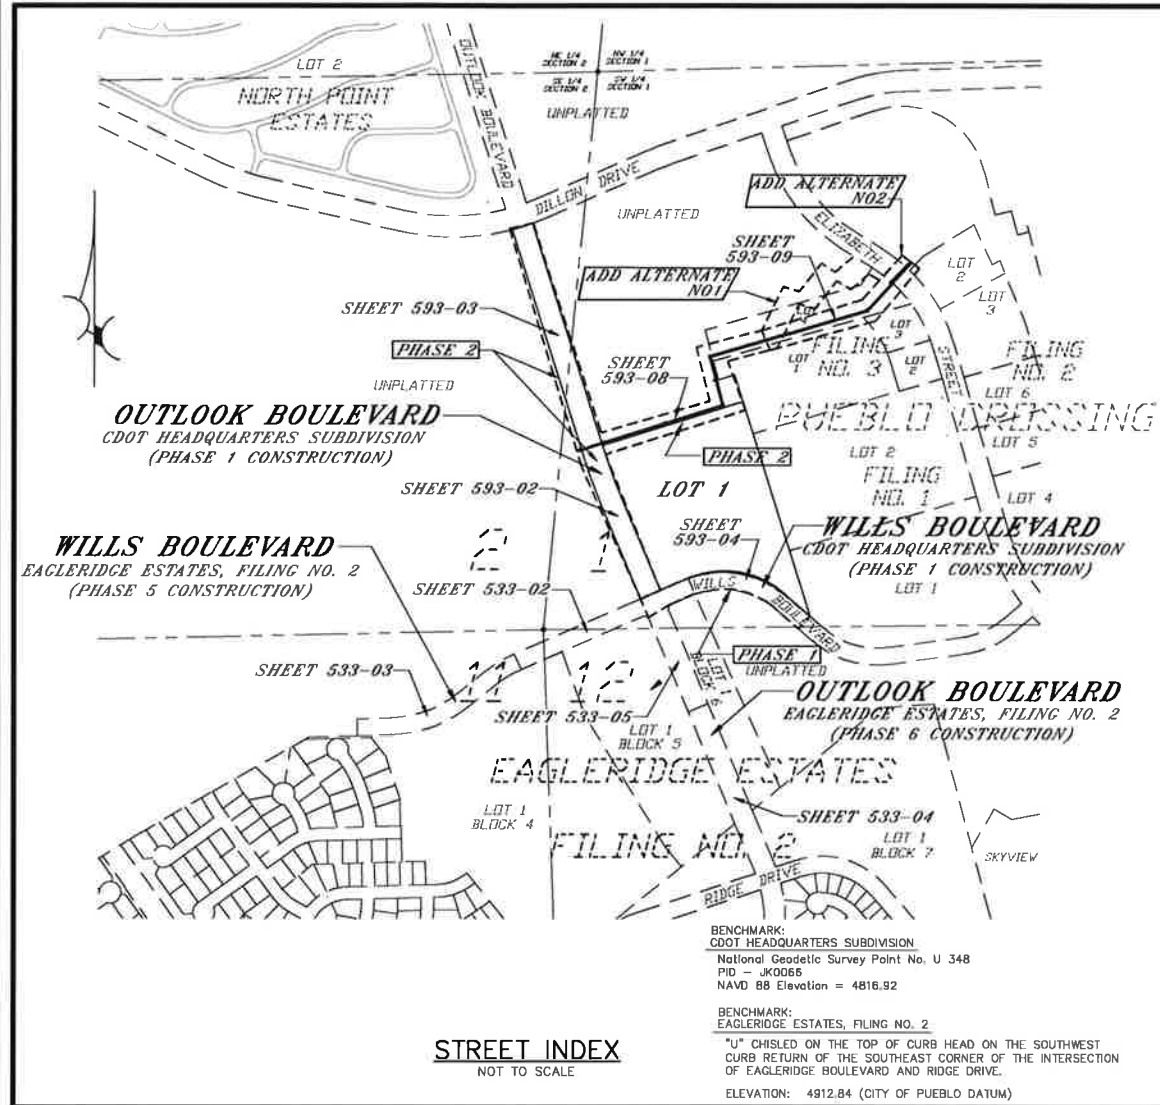 LOT 2
NORTH POINT
ESTATES
OUTLOOK BOULEVARD
NE 1/4
SECTION 2
NW 1/4
SECTION 1
SE 1/4
SECTION 2
SW 1/4
SECTION 1
UNPLATTED
DILLON DRIVE
UNPLATTED
ADD ALTERNATE
NO2
ELIZABETH
STREET
SHEET
593-09
ADD ALTERNATE
NO1
LOT
2
LOT
3
SHEET 593-03
PHASE 2
UNPLATTED
SHEET
593-08
LOT
1
LOT
3
LOT
2
FILING
NO. 3
FILING
NO. 2
LOT 6
PUEBLO CROSSING
OUTLOOK BOULEVARD
CDOT HEADQUARTERS SUBDIVISION
(PHASE 1 CONSTRUCTION)
PHASE 2
LOT 2
LOT 5
FILING
NO. 1
LOT 4
SHEET 593-02
LOT 1
SHEET
593-04
WILLS BOULEVARD
CDOT HEADQUARTERS SUBDIVISION
(PHASE 1 CONSTRUCTION)
LOT 1
WILLS BOULEVARD
EAGLERIDGE ESTATES, FILING NO. 2
(PHASE 5 CONSTRUCTION)
2
1
SHEET 533-02
WILLS
BOULEVARD
PHASE 1
UNPLATTED
SHEET 533-03
11
12
LOT 1
BLOCK 6
SHEET 533-05
OUTLOOK BOULEVARD
EAGLERIDGE ESTATES, FILING NO. 2
(PHASE 6 CONSTRUCTION)
LOT 1
BLOCK 5
EAGLERIDGE ESTATES
LOT 1
BLOCK 4
SHEET 533-04
FILING NO. 2
LOT 1
BLOCK 7
SKYVIEW
RIDGE DRIVE
BENCHMARK:
CDOT HEADQUARTERS SUBDIVISION
National Geodetic Survey Point No. U 348
PID - JK0066
NAVD 88 Elevation = 4816.92
BENCHMARK:
EAGLERIDGE ESTATES, FILING NO. 2
"U" CHISLED ON THE TOP OF CURB HEAD ON THE SOUTHWEST
CURB RETURN OF THE SOUTHEAST CORNER OF THE INTERSECTION
OF EAGLERIDGE BOULEVARD AND RIDGE DRIVE.
ELEVATION: 4912.84 (CITY OF PUEBLO DATUM)
STREET INDEX
NOT TO SCALE